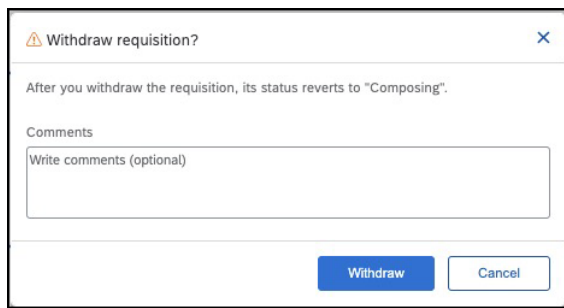 Withdraw requisition?
After you withdraw the requisition, its status reverts to "Composing".
Comments
Write comments (optional)
Withdraw
Cancel